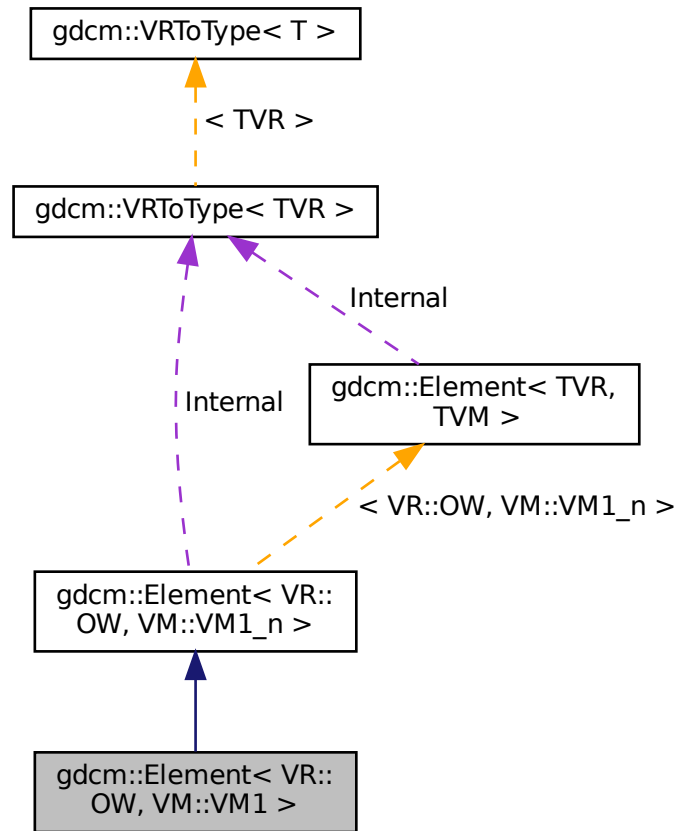 gdcm::VRToType< T >
< TVR >
gdcm::VRToType< TVR >
Internal
gdcm::Element< TVR,
TVM >
Internal
< VR::OW, VM::VM1_n >
gdcm::Element< VR::
OW, VM::VM1_n >
gdcm::Element< VR::
OW, VM::VM1 >